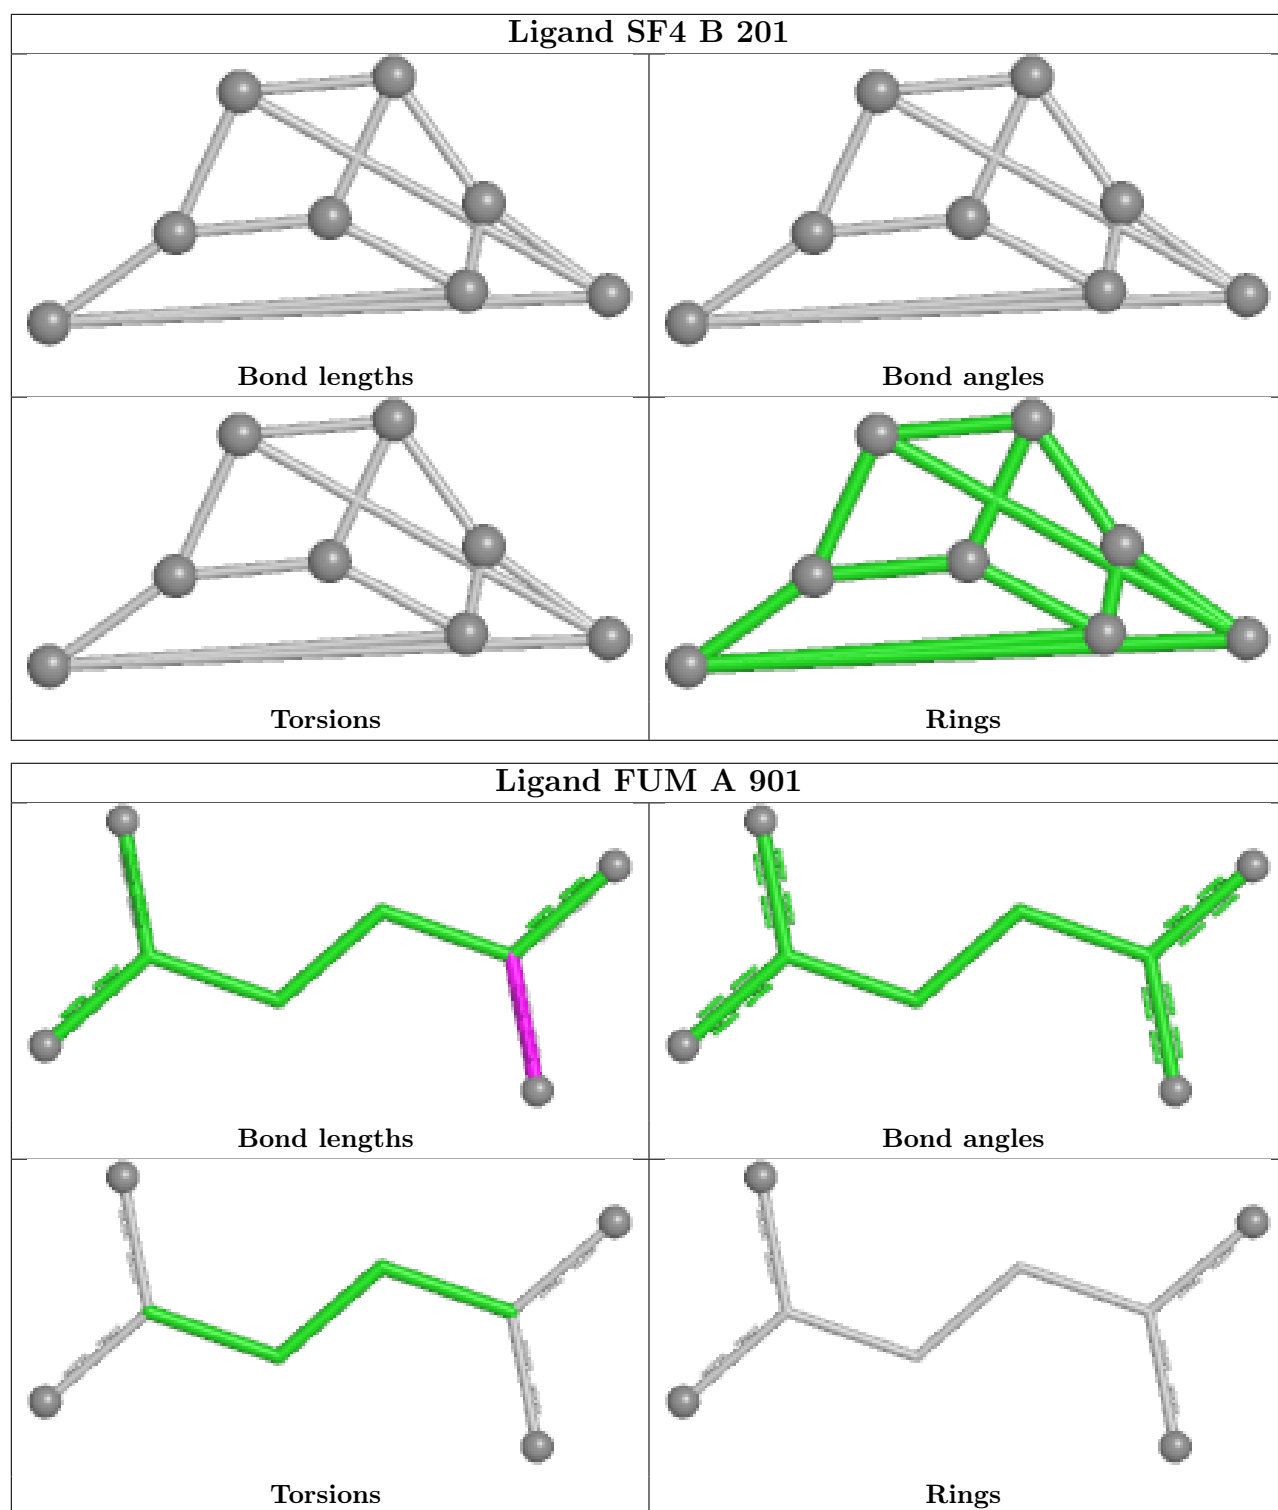 Ligand SF4 B 201
Bond lengths
Bond angles
Torsions
Rings
Ligand FUM A 901
Bond lengths
Bond angles
Torsions
Rings